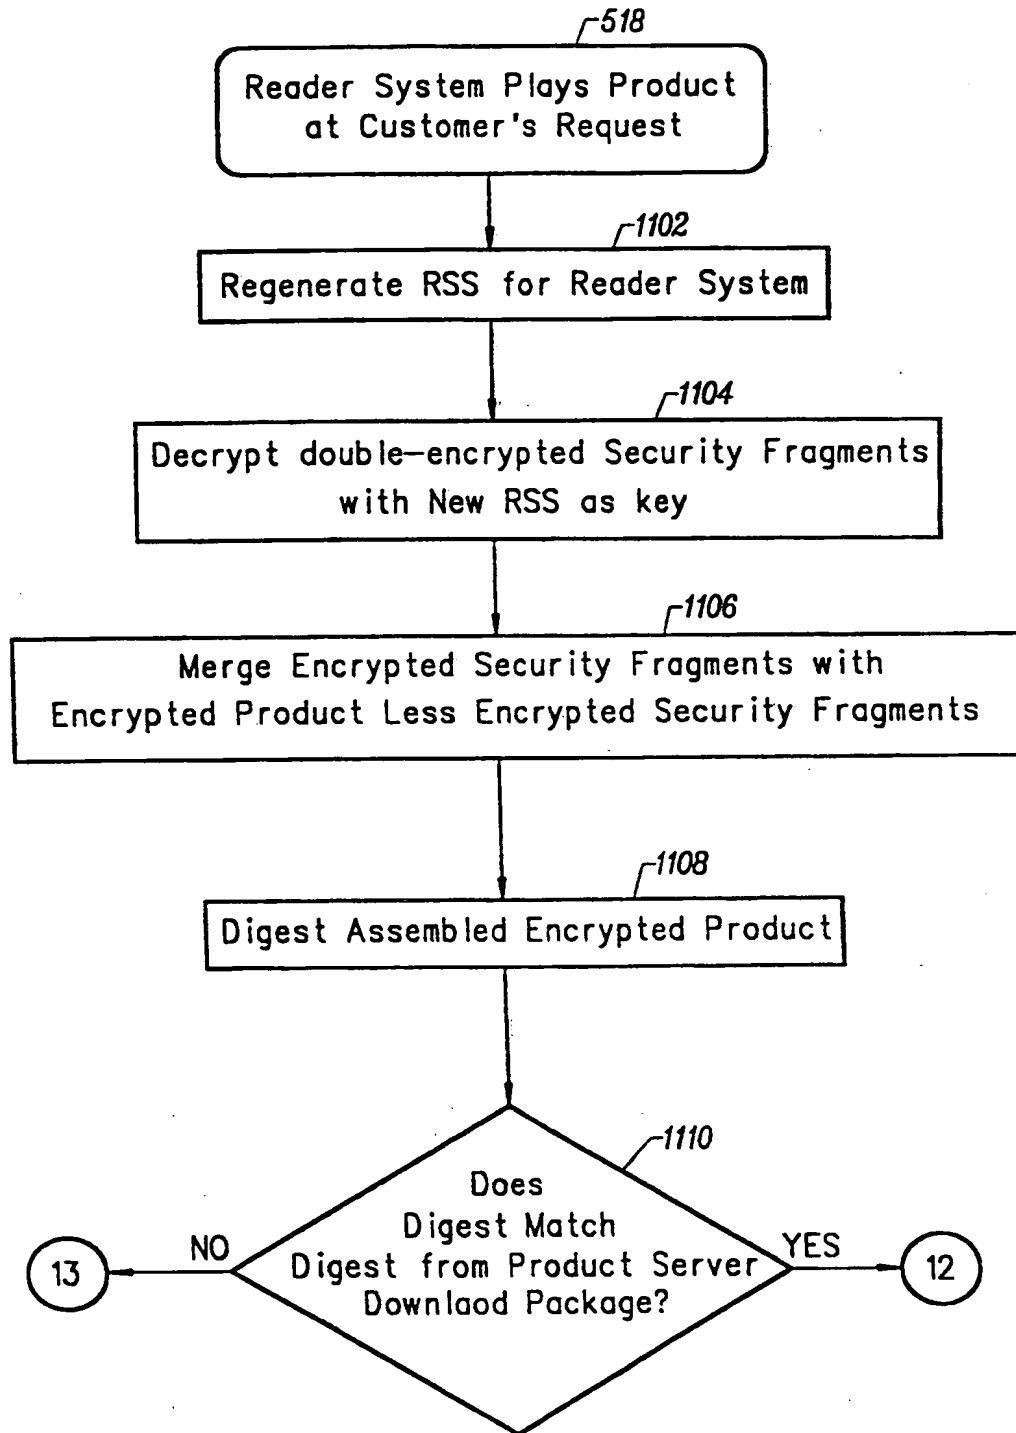 518
Reader System Plays Product
at Customer's Request
1102
Regenerate RSS for Reader System
1104
Decrypt double-encrypted Security Fragments
with New RSS as key
1106
Merge Encrypted Security Fragments with
Encrypted Product Less Encrypted Security Fragments
1108
Digest Assembled Encrypted Product
1110
Does
Digest Match
Digest from Product Server
Downlaod Package?
NO
13
YES
12